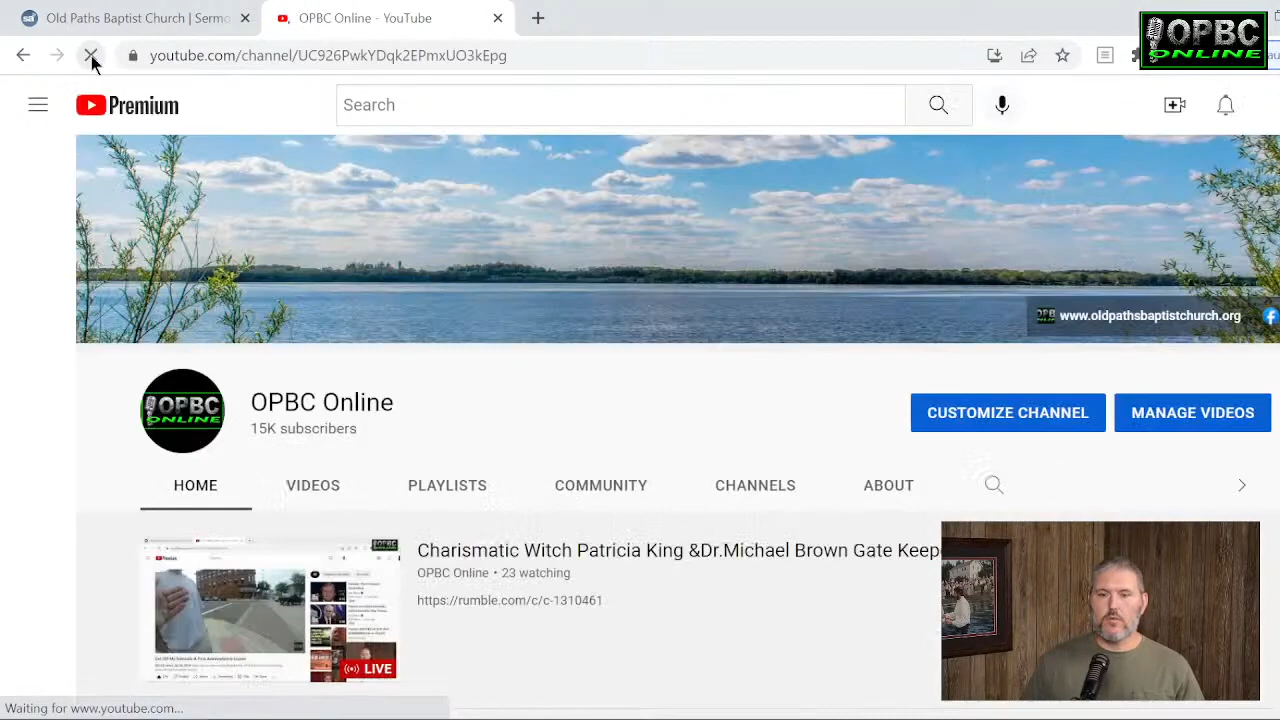 Old Paths Baptist Church | Sermo
OPBC Online - YouTube
OPBC
ONLINE
youtube.com/channel/
Premium
Search
www.oldpathsbaptistchurch.org
OPBC
ONLINE
OPBC Online
15K subscribers
CUSTOMIZE CHANNEL
MANAGE VIDEOS
HOME
VIDEOS
PLAYLISTS
COMMUNITY
CHANNELS
ABOUT
Charismatic Witch Patricia King &Dr.Michael Brown Gate Keep
OPBC Online • 23 watching
https://rumble.com/c/c-1310461
LIVE
Waiting for www.youtube.com...